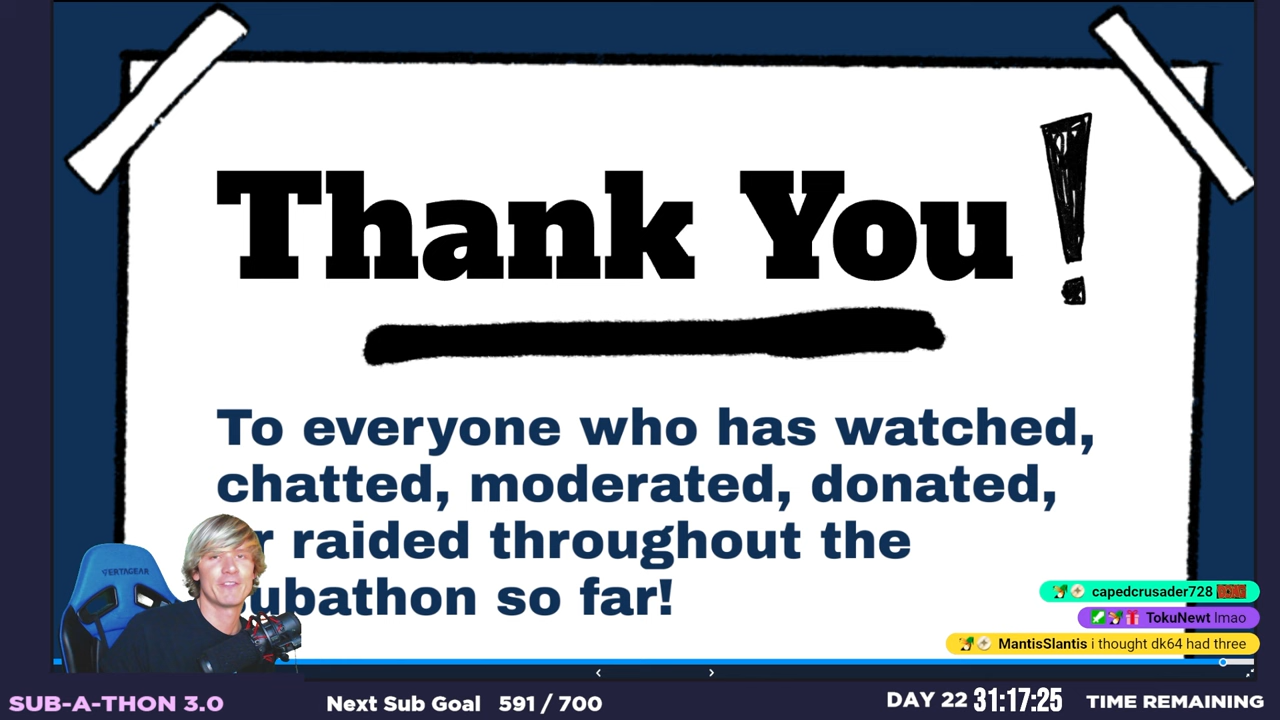 Thank You!
To everyone who has watched,
chatted, moderated, donated,
r raided throughout the
ubathon so far!
VERTAGEAR
capedcrusader728
TokuNewt lmao
MantisSlantis i thought dk64 had three
SUB-A-THON 3.0 Next Sub Goal 591 / 700 DAY 22 31:17:25 TIME REMAINING